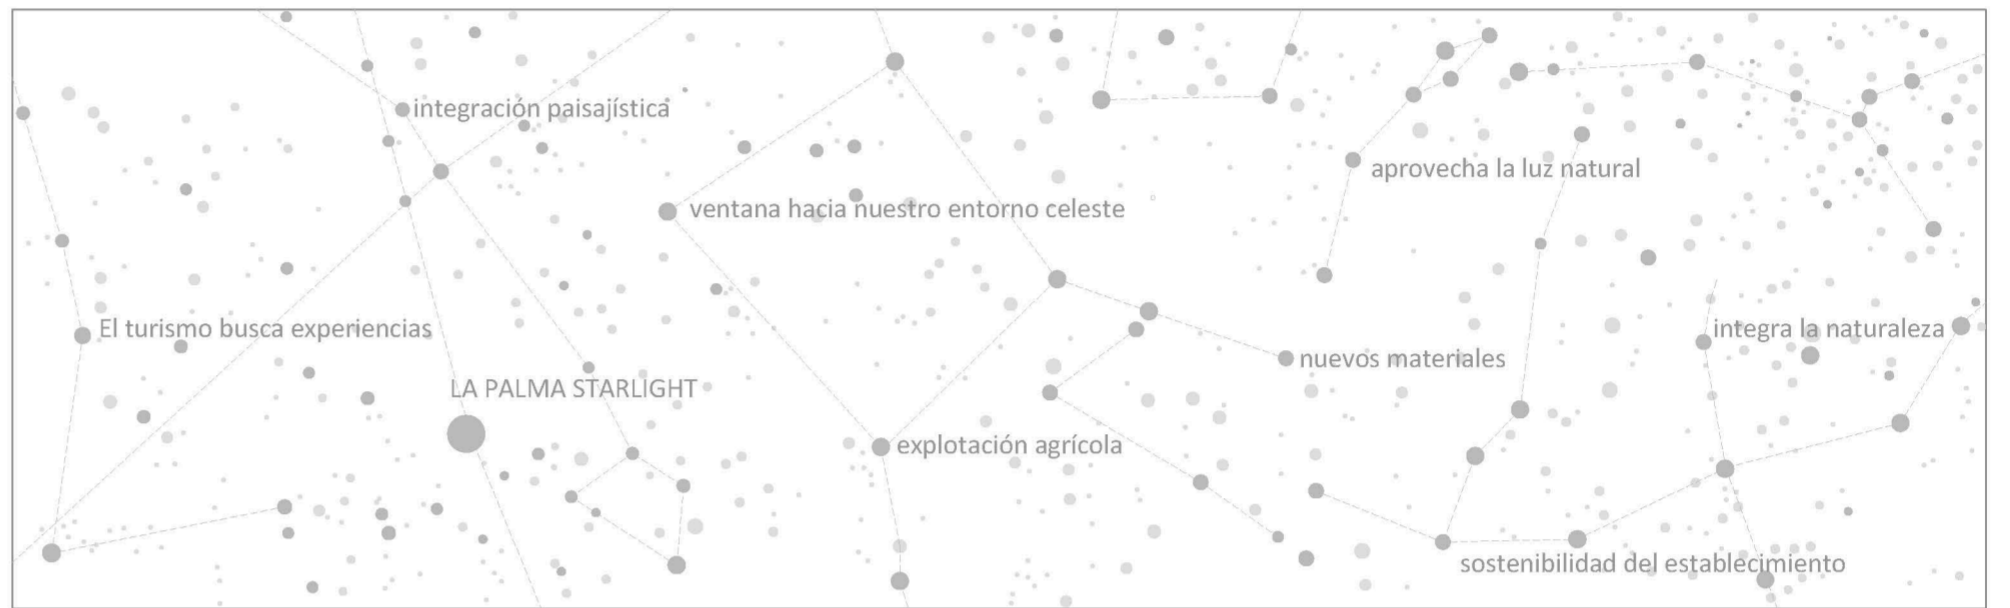 integración paisajística
aprovecha la luz natural
ventana hacia nuestro entorno celeste
El turismo busca experiencias
integra la naturaleza
nuevos materiales
LA PALMA STARLIGHT
explotación agrícola
sostenibilidad del establecimiento